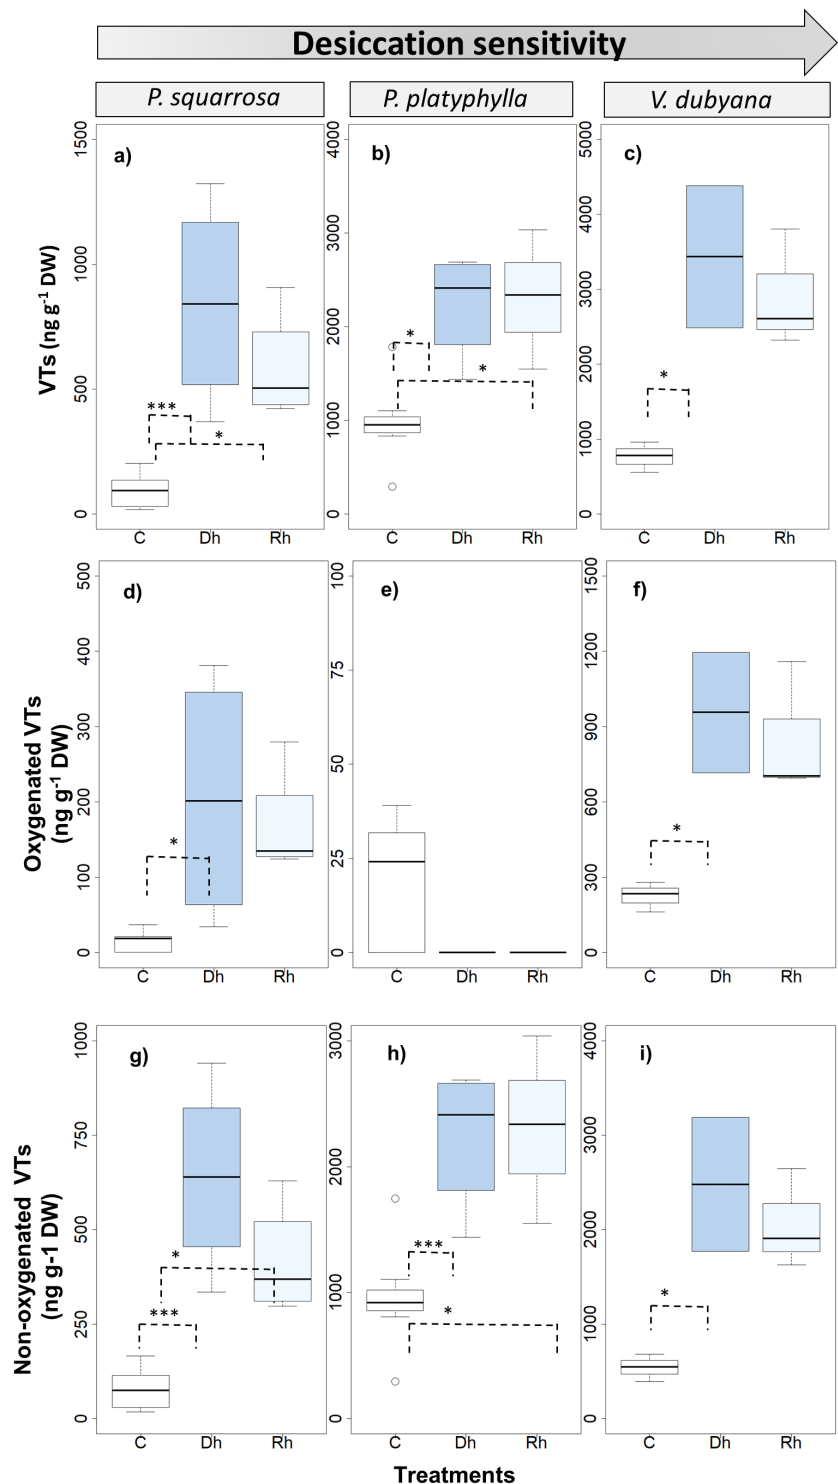 Desiccation sensitivity
P. squarrosa
P. platyphylla
V. dubyana
VTs (ng g-1 DW)
a)
1500
1000
500
0
***
*
C Dh Rh
b)
4000
3000
2000
1000
0
*
*
C Dh Rh
c)
5000
4000
3000
2000
1000
0
*
C Dh Rh
Oxygenated VTs
(ng g-1 DW)
d)
500
400
300
200
100
0
*
C Dh Rh
e)
100
75
50
25
0
C Dh Rh
f)
1500
1200
900
600
300
0
*
C Dh Rh
Non-oxygenated VTs
(ng g-1 DW)
g)
1000
750
500
250
0
*
***
C Dh Rh
h)
3000
2000
1000
0
***
*
C Dh Rh
i)
4000
3000
2000
1000
0
*
C Dh Rh
Treatments